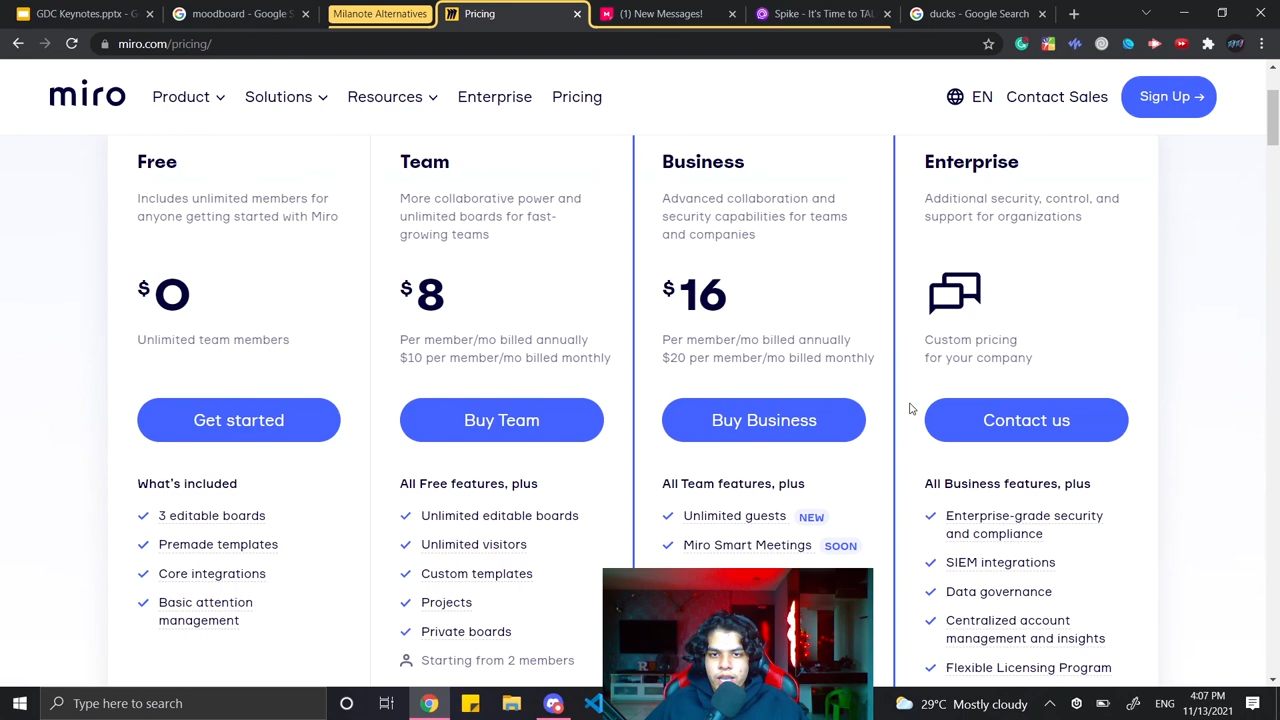 GDC Keynotes.pptx - G
moodboard - Google S
Milanote Alternatives
Pricing
(1) New Message!
Spike - It's Time to TAL
ducks - Google Search
miro.com/pricing/
miro
Product
Solutions
Resources
Enterprise
Pricing
EN
Contact Sales
Sign Up →
Free
Includes unlimited members for
anyone getting started with Miro
$ 0
Unlimited team members
Get started
What's included
3 editable boards
Premade templates
Core integrations
Basic attention
management
Team
More collaborative power and
unlimited boards for fast-
growing teams
$ 8
Per member/mo billed annually
$10 per member/mo billed monthly
Buy Team
All Free features, plus
Unlimited editable boards
Unlimited visitors
Custom templates
Projects
Private boards
Starting from 2 members
Business
Advanced collaboration and
security capabilities for teams
and companies
$ 16
Per member/mo billed annually
$20 per member/mo billed monthly
Buy Business
All Team features, plus
Unlimited guests NEW
Miro Smart Meetings SOON
Enterprise
Additional security, control, and
support for organizations
Custom pricing
for your company
Contact us
All Business features, plus
Enterprise-grade security
and compliance
SIEM integrations
Data governance
Centralized account
management and insights
Flexible Licensing Program
Type here to search
29°C Mostly cloudy
ENG
4:07 PM
11/13/2021